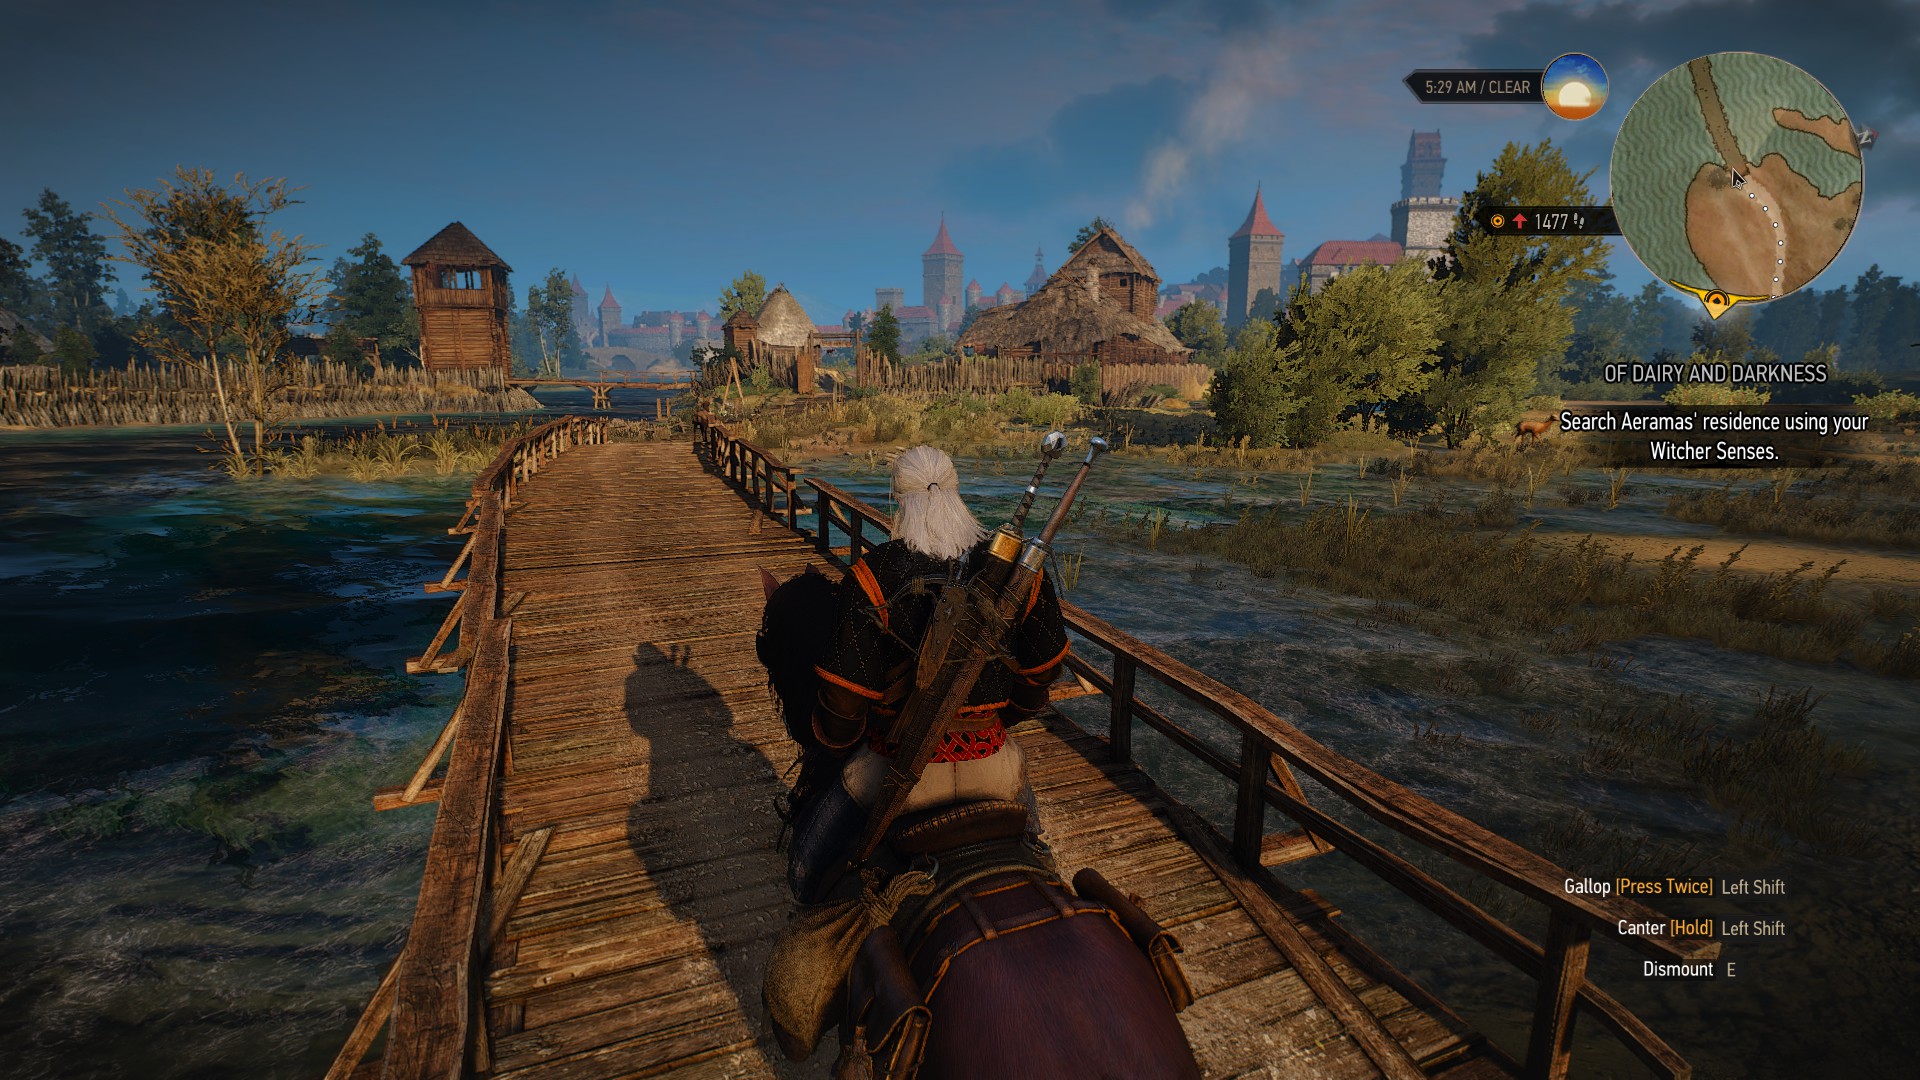 5:29 AM / CLEAR
Z
1477
OF DAIRY AND DARKNESS
Search Aeramas' residence using your
Witcher Senses.
Gallop [Press Twice] Left Shift
Canter [Hold] Left Shift
Dismount E